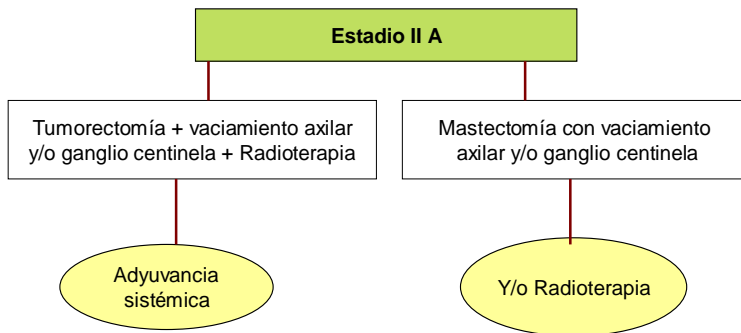 Estadio II A
Tumorectomía + vaciamiento axilar
y/o ganglio centinela + Radioterapia
Mastectomía con vaciamiento
axilar y/o ganglio centinela
Adyuvancia
sistémica
Y/o Radioterapia